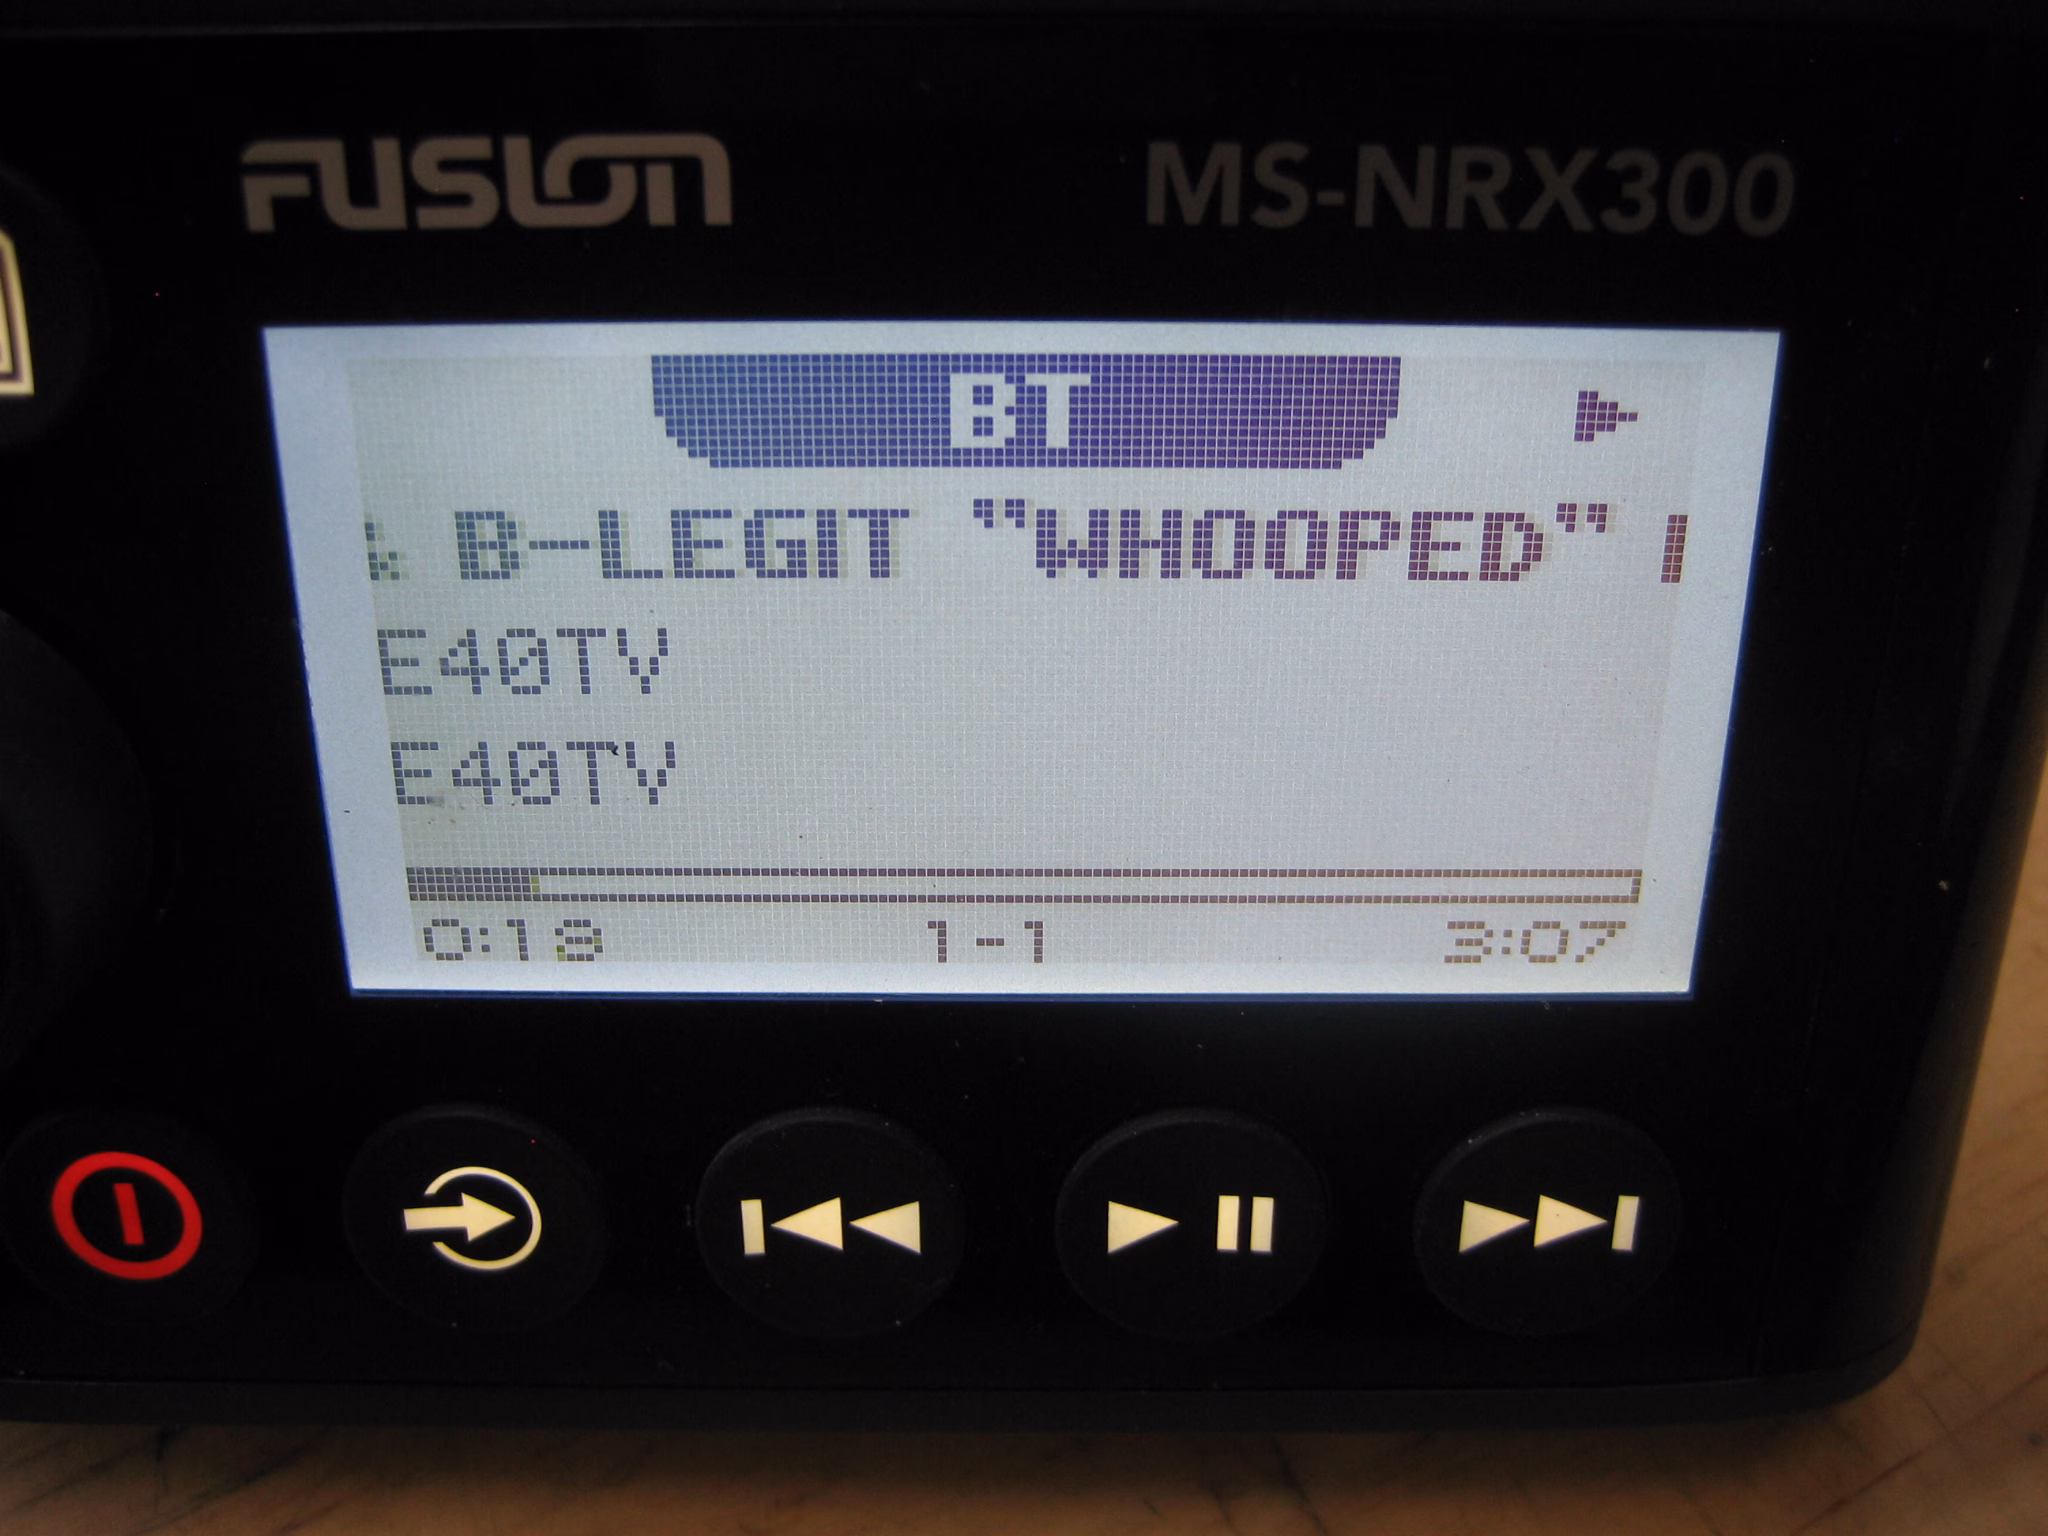 FUSION MS-NRX300
BT
& B-LEGIT "WHOOPED"
E40TV
E40TV
0:18 1-1 3:07